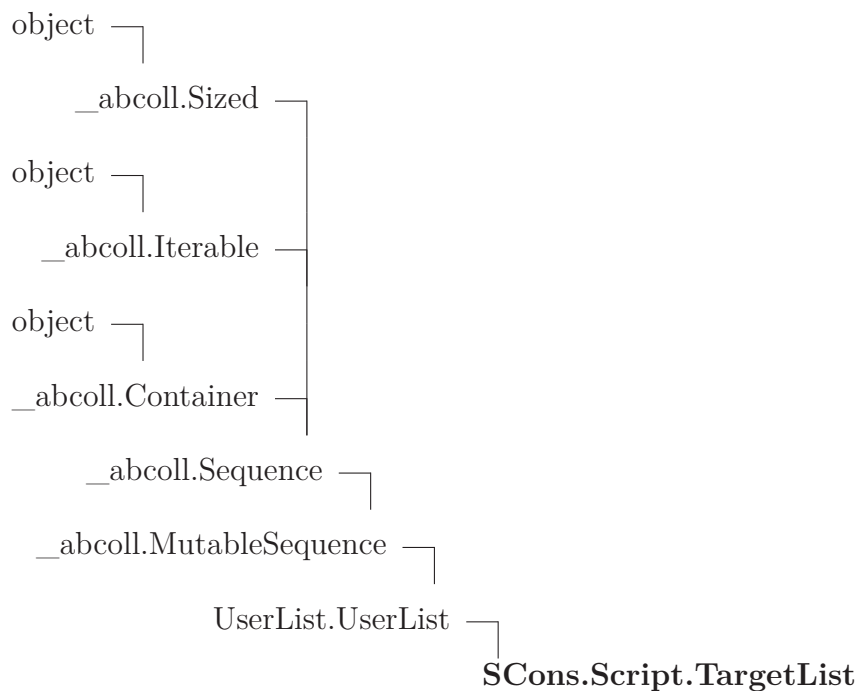 object
_abcoll.Sized
object
_abcoll.Iterable
object
_abcoll.Container
_abcoll.Sequence
_abcoll.MutableSequence
UserList.UserList
SCons.Script.TargetList